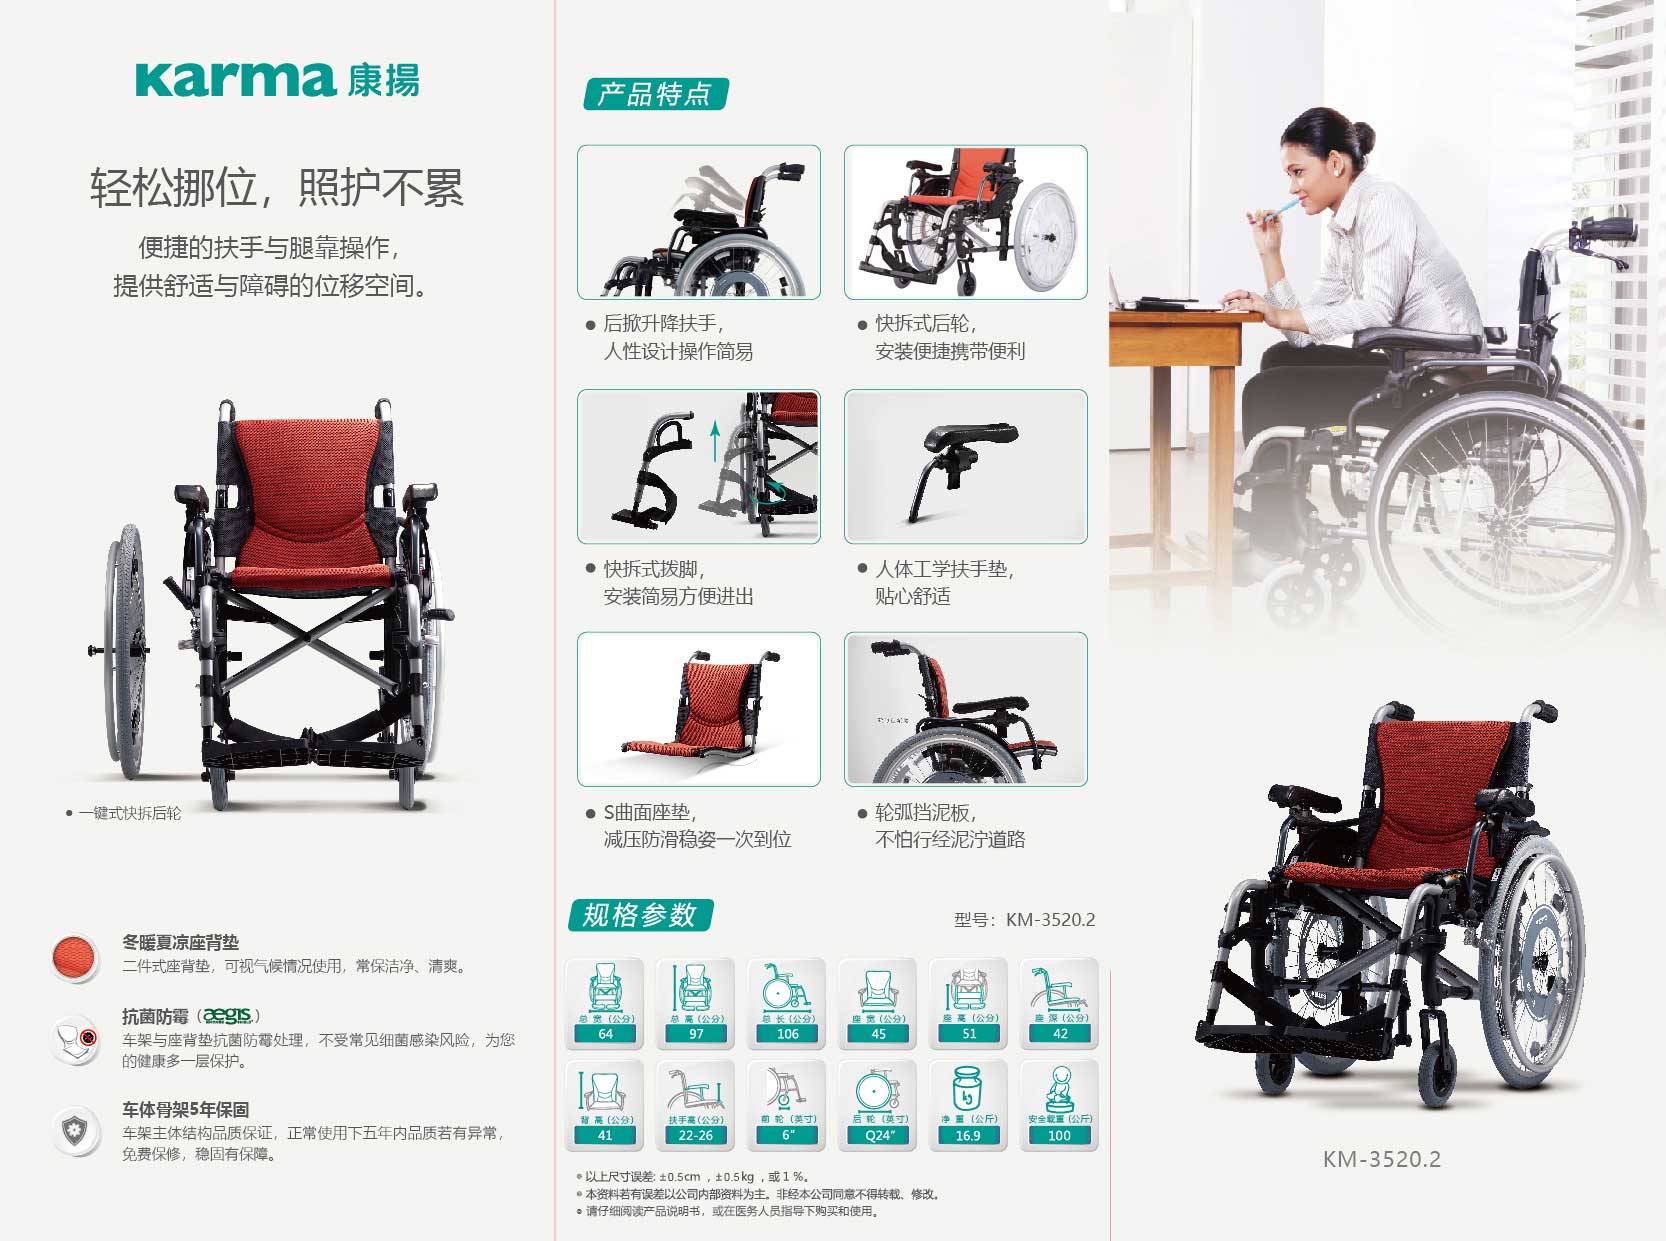 Karma 康揚
轻松挪位，照护不累
便捷的扶手与腿靠操作，
提供舒适与障碍的位移空间。
● 一键式快拆后轮
冬暖夏凉座背垫
二件式座背垫，可视气候情况使用，常保洁净、清爽。
抗菌防霉（aegis）
车架与座背垫抗菌防霉处理，不受常见细菌感染风险，为您
的健康多一层保护。
车体骨架5年保固
车架主体结构品质保证，正常使用下五年内品质若有异常，
免费保修，稳固有保障。
产品特点
● 后掀升降扶手，
人性设计操作简易
● 快拆式后轮，
安装便捷携带便利
● 快拆式拨脚，
安装简易方便进出
● 人体工学扶手垫，
贴心舒适
● S曲面座垫，
减压防滑稳姿一次到位
● 轮弧挡泥板，
不怕行经泥泞道路
规格参数
型号：KM-3520.2
总 宽（公分）
64
总 高（公分）
97
总 长（公分）
106
座 宽（公分）
45
座 高（公分）
51
座 深（公分）
42
背 高（公分）
41
扶手高（公分）
22-26
前 轮（英寸）
6”
后 轮（英寸）
Q24”
kg
净 重（公斤）
16.9
安全载重（公斤）
100
● 以上尺寸误差: ±0.5cm ，±0.5kg ，或 1 %。
● 本资料若有误差以公司内部资料为主。非经本公司同意不得转载、修改。
● 请仔细阅读产品说明书，或在医务人员指导下购买和使用。
KM-3520.2